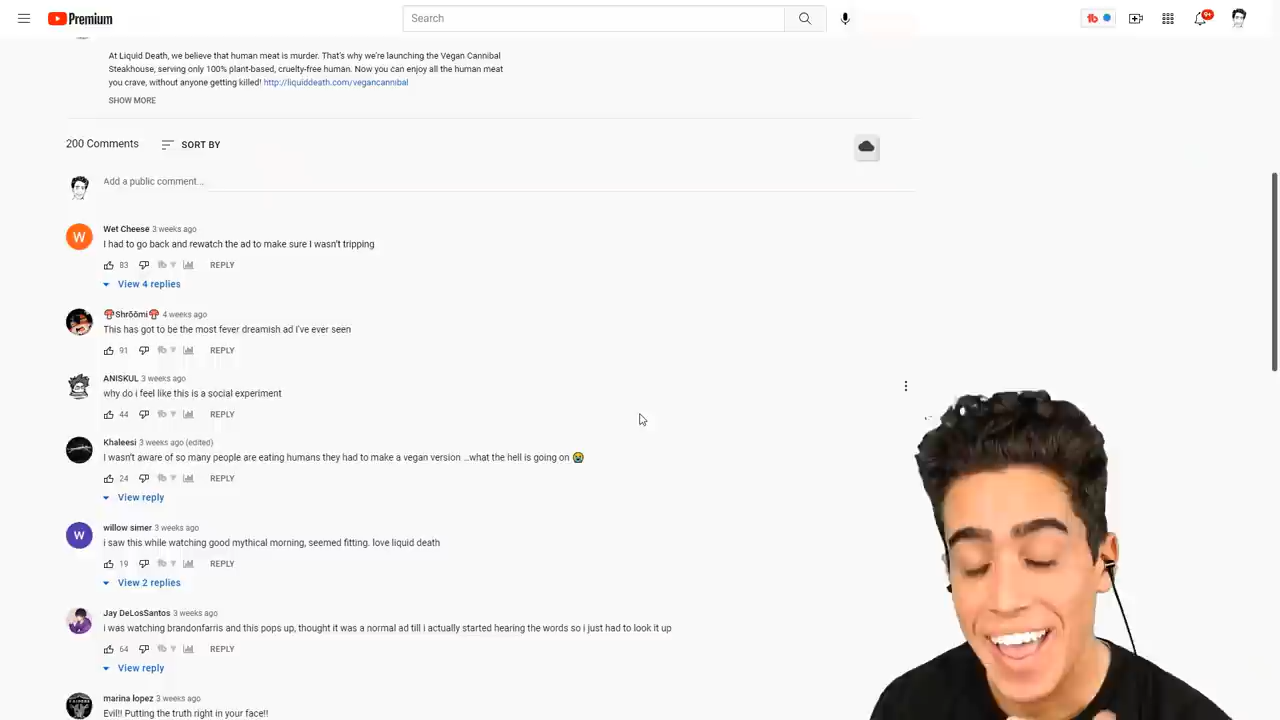 Premium
Search
9+
At Liquid Death, we believe that human meat is murder. That's why we're launching the Vegan Cannibal
Steakhouse, serving only 100% plant-based, cruelty-free human. Now you can enjoy all the human meat
you crave, without anyone getting killed! http://liquiddeath.com/vegancannibal
SHOW MORE
200 Comments SORT BY
Add a public comment...
Wet Cheese 3 weeks ago
I had to go back and rewatch the ad to make sure I wasn't tripping
83 REPLY
View 4 replies
🍄Shrōōmi🍄 4 weeks ago
This has got to be the most fever dreamish ad I've ever seen
91 REPLY
ANISKUL 3 weeks ago
why do i feel like this is a social experiment
44 REPLY
Khaleesi 3 weeks ago (edited)
I wasn't aware of so many people are eating humans they had to make a vegan version ...what the hell is going on 😭
24 REPLY
View reply
W
willow simer 3 weeks ago
i saw this while watching good mythical morning, seemed fitting. love liquid death
19 REPLY
View 2 replies
Jay DeLosSantos 3 weeks ago
i was watching brandonfarris and this pops up, thought it was a normal ad till i actually started hearing the words so i just had to look it up
64 REPLY
View reply
marina lopez 3 weeks ago
Evil!! Putting the truth right in your face!!